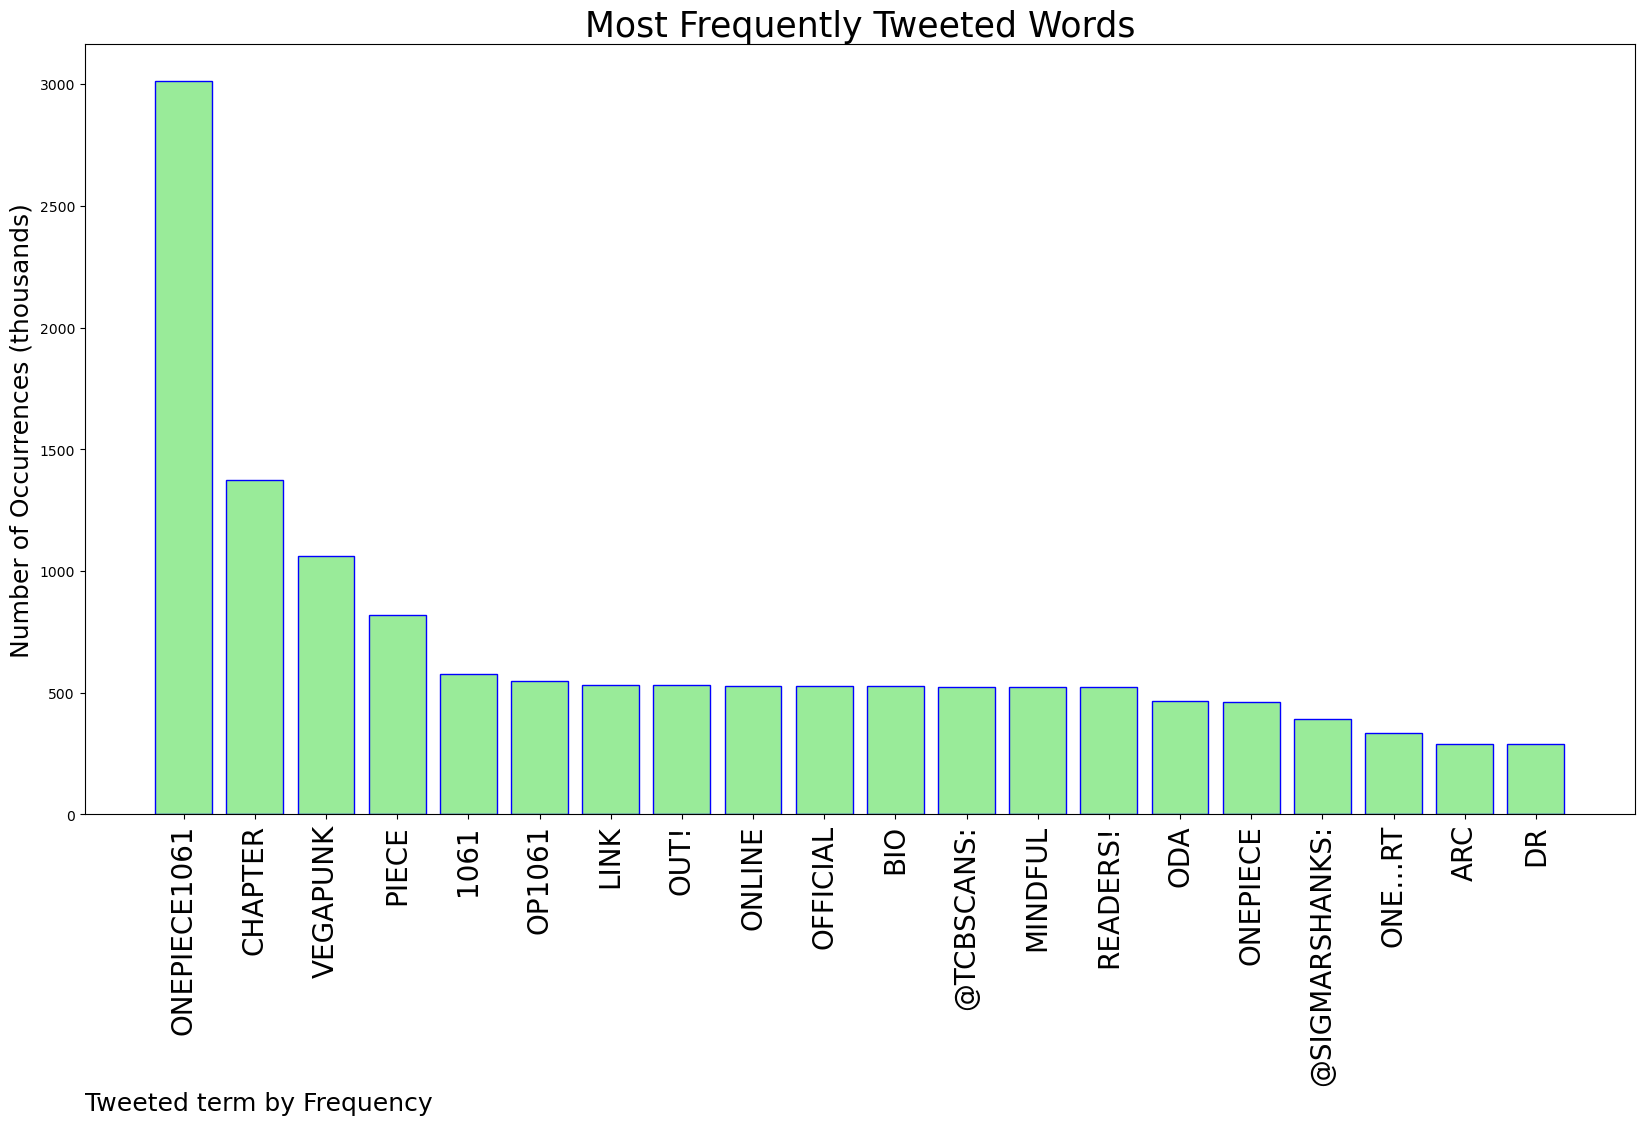 Most Frequently Tweeted Words
Number of Occurrences (thousands)
3000
2500
2000
1500
1000
500
0
ONEPIECE1061
CHAPTER
VEGAPUNK
PIECE
1061
OP1061
LINK
OUT!
ONLINE
OFFICIAL
BIO
@TCBSCANS:
MINDFUL
READERS!
ODA
ONEPIECE
@SIGMARSHANKS:
ONE…RT
ARC
DR
Tweeted term by Frequency